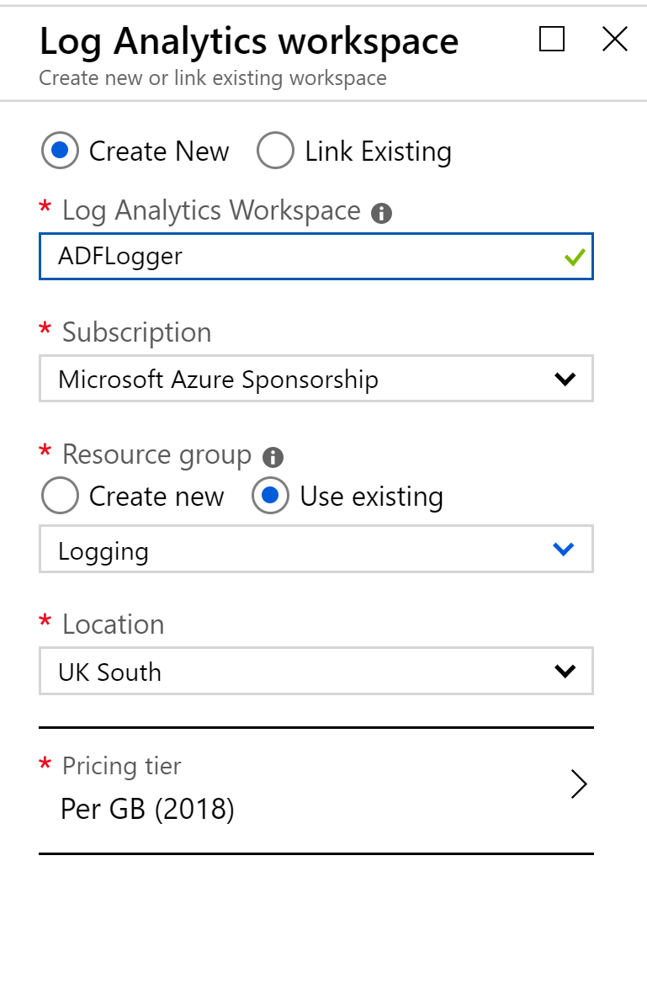 Log Analytics workspace
Create new or link existing workspace
Create New Link Existing
* Log Analytics Workspace
ADFLogger
* Subscription
Microsoft Azure Sponsorship
* Resource group
Create new Use existing
Logging
* Location
UK South
* Pricing tier
Per GB (2018)